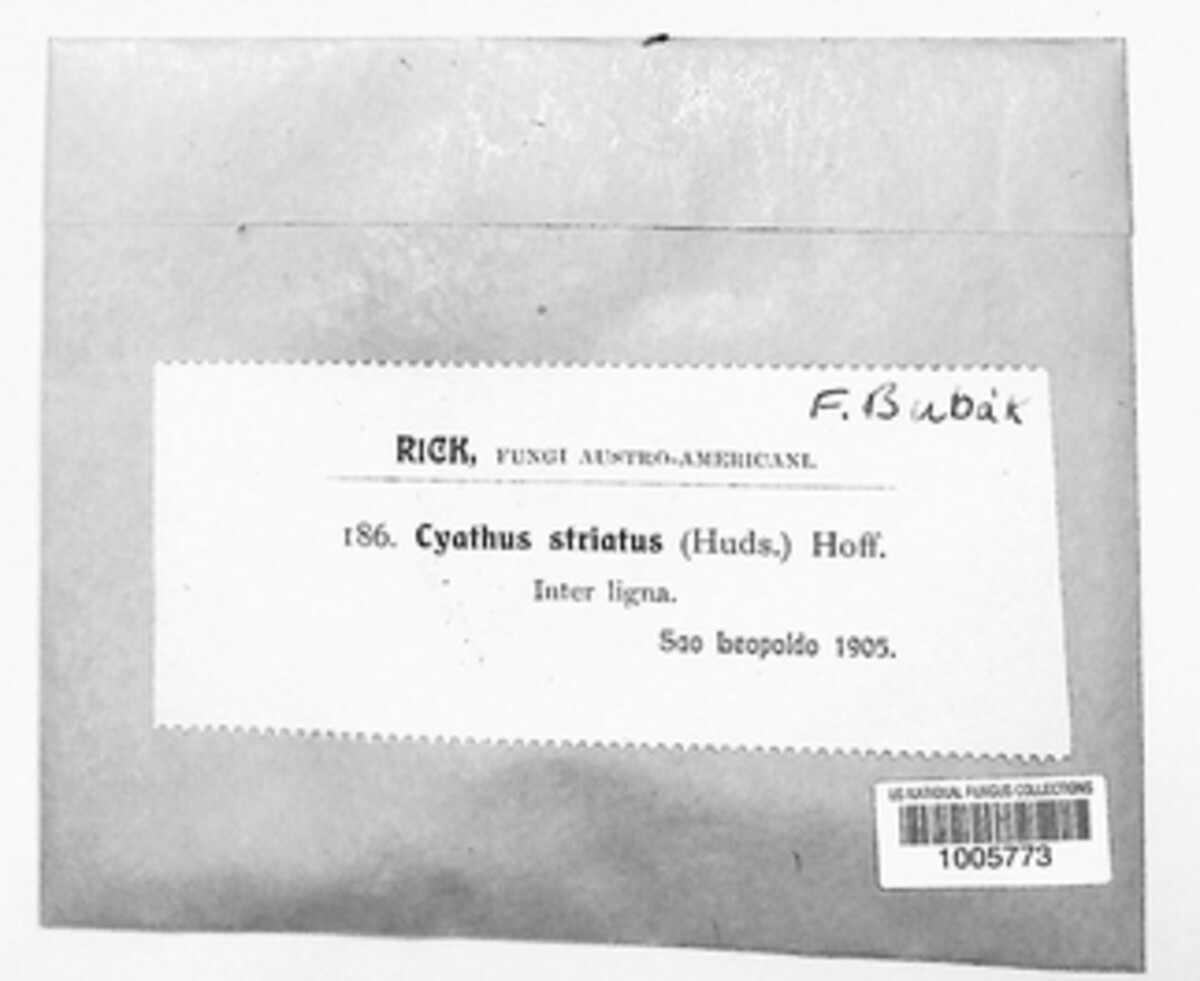 F. Bubák
RICK, FUNGI AUSTRO-AMERICANI.
186. Cyathus striatus (Huds.) Hoff.
Inter ligna.
Sao Leopoldo 1905.
US NATIONAL FUNGUS COLLECTIONS
1005773